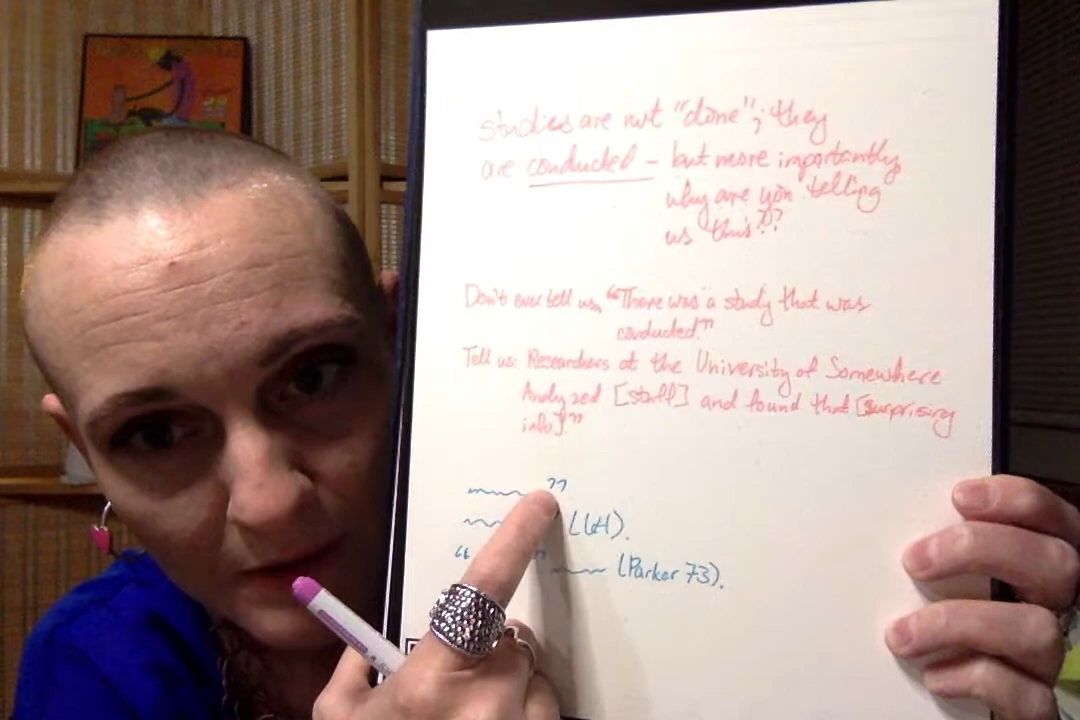 studies are not "done"; they
are conducted - but more importantly,
why are you telling
us this??
Don't ever tell us, "There was a study that was
conducted."
Tell us: Researchers at the University of Somewhere
Analyzed [stuff] and found that [surprising
info]."
"
(61).
" " (Parker 73).